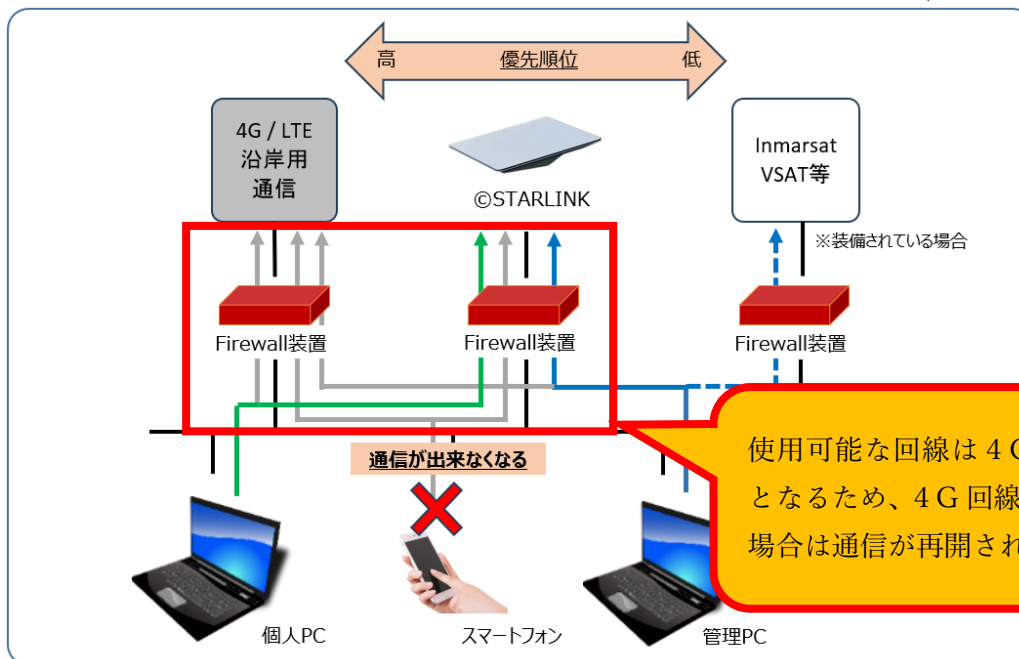 高 優先順位 低
4G / LTE
沿岸用
通信
©STARLINK
Inmarsat
VSAT等
※装備されている場合
Firewall装置
Firewall装置
Firewall装置
通信が出来なくなる
使用可能な回線は４G
となるため、４G 回線
場合は通信が再開され
個人PC
スマートフォン
管理PC